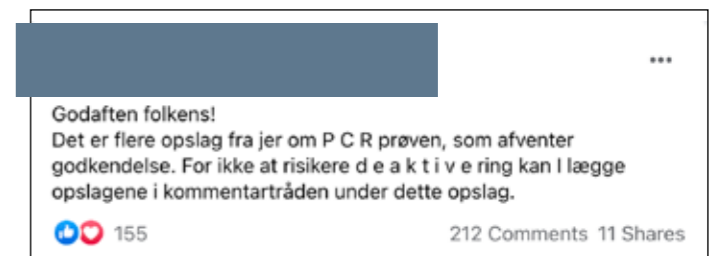 Godaften folkens!
Det er flere opslag fra jer om P C R prøven, som afventer
godkendelse. For ikke at risikere d e a k t i v e ring kan I lægge
opslagene i kommentartråden under dette opslag.
155 212 Comments 11 Shares